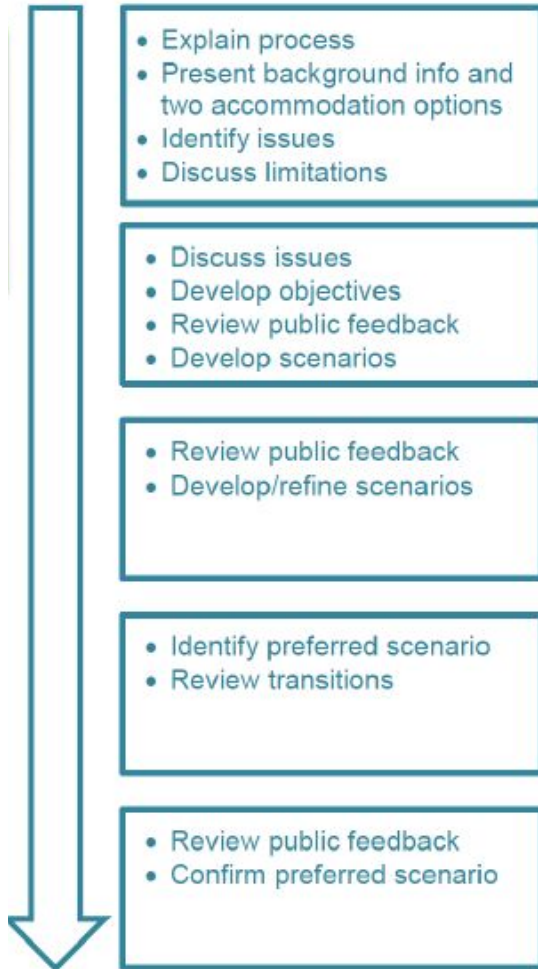 • Explain process
• Present background info and
two accommodation options
• Identify issues
• Discuss limitations
• Discuss issues
• Develop objectives
• Review public feedback
• Develop scenarios
• Review public feedback
• Develop/refine scenarios
• Identify preferred scenario
• Review transitions
• Review public feedback
• Confirm preferred scenario